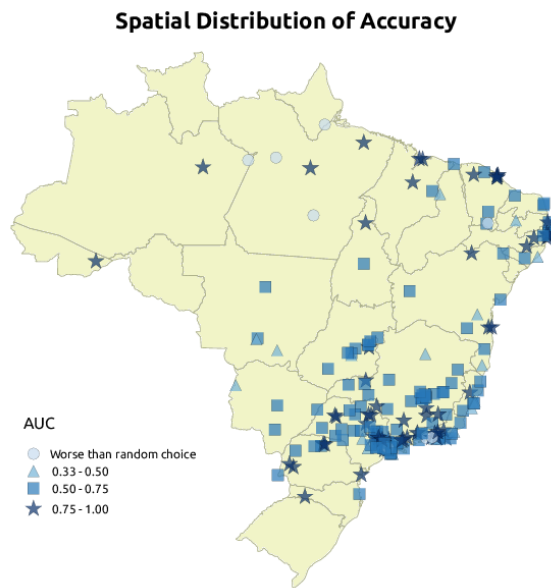 Spatial Distribution of Accuracy
AUC
Worse than random choice
0.33 - 0.50
0.50 - 0.75
0.75 - 1.00